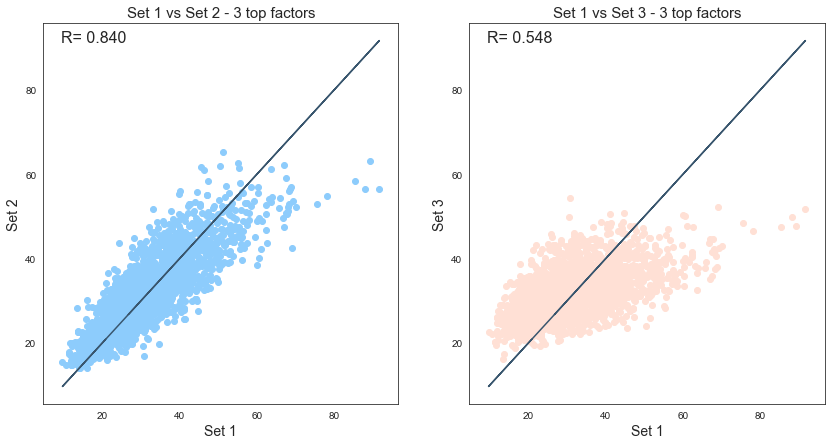 Set 1 vs Set 2 - 3 top factors
R= 0.840
80
60
40
20
Set 2
20 40 60 80
Set 1
Set 1 vs Set 3 - 3 top factors
R= 0.548
80
60
40
20
Set 3
20 40 60 80
Set 1